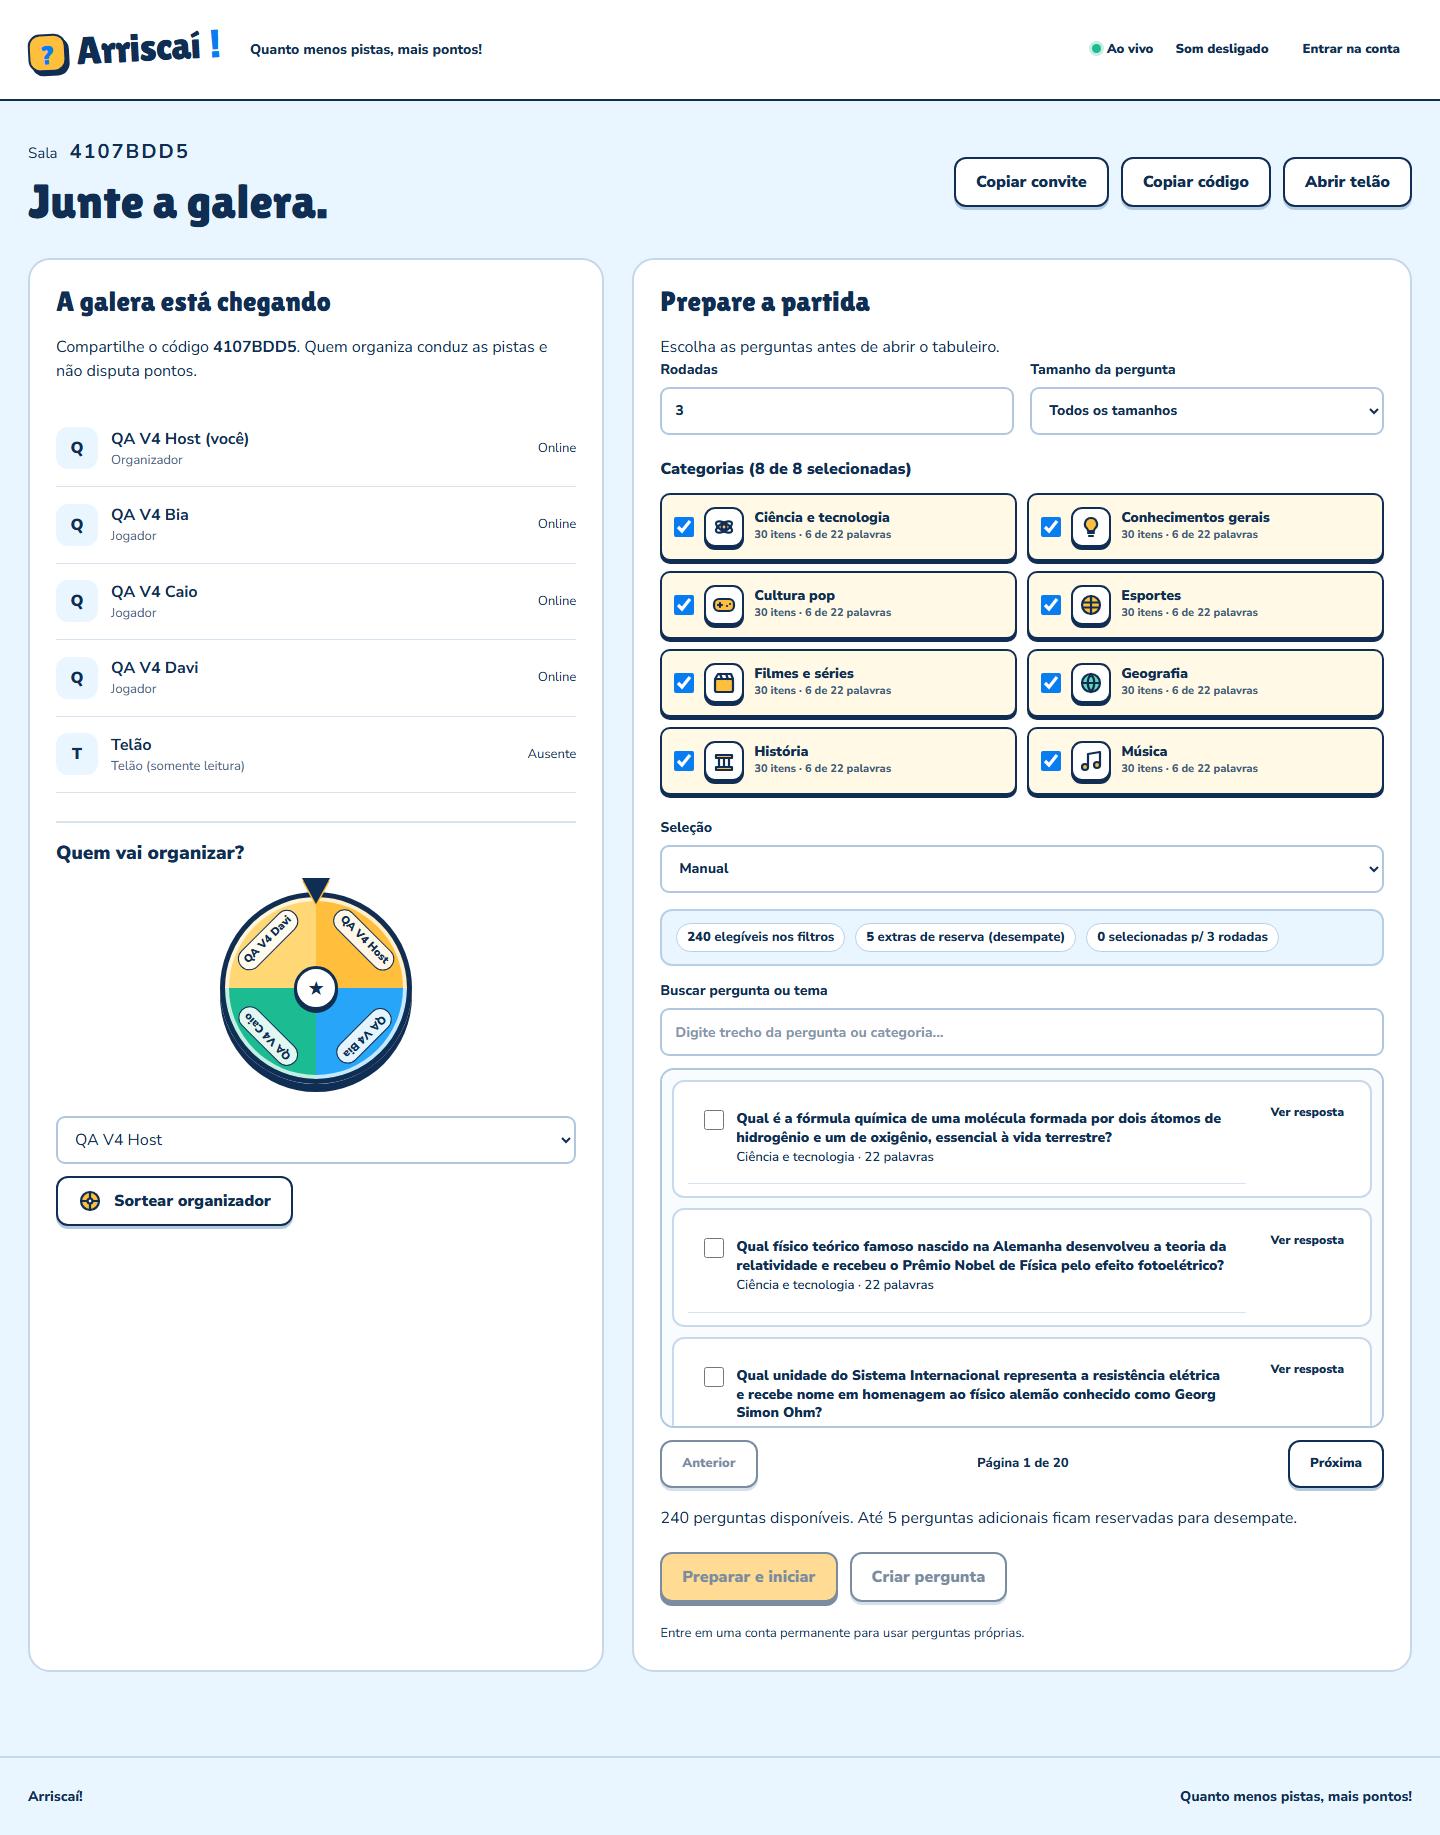 ? Arriscaí !
Quanto menos pistas, mais pontos!
Ao vivo
Som desligado
Entrar na conta
Sala 4107BDD5
Junte a galera.
Copiar convite
Copiar código
Abrir telão
A galera está chegando
Compartilhe o código 4107BDD5. Quem organiza conduz as pistas e
não disputa pontos.
Q
QA V4 Host (você)
Organizador
Online
Q
QA V4 Bia
Jogador
Online
Q
QA V4 Caio
Jogador
Online
Q
QA V4 Davi
Jogador
Online
T
Telão
Telão (somente leitura)
Ausente
Quem vai organizar?
QA V4 Davi
QA V4 Host
QA V4 Caio
QA V4 Bia
QA V4 Host
Sortear organizador
Prepare a partida
Escolha as perguntas antes de abrir o tabuleiro.
Rodadas
Tamanho da pergunta
3
Todos os tamanhos
Categorias (8 de 8 selecionadas)
Ciência e tecnologia
30 itens · 6 de 22 palavras
Conhecimentos gerais
30 itens · 6 de 22 palavras
Cultura pop
30 itens · 6 de 22 palavras
Esportes
30 itens · 6 de 22 palavras
Filmes e séries
30 itens · 6 de 22 palavras
Geografia
30 itens · 6 de 22 palavras
História
30 itens · 6 de 22 palavras
Música
30 itens · 6 de 22 palavras
Seleção
Manual
240 elegíveis nos filtros
5 extras de reserva (desempate)
0 selecionadas p/ 3 rodadas
Buscar pergunta ou tema
Digite trecho da pergunta ou categoria...
Qual é a fórmula química de uma molécula formada por dois átomos de
hidrogênio e um de oxigênio, essencial à vida terrestre?
Ciência e tecnologia · 22 palavras
Ver resposta
Qual físico teórico famoso nascido na Alemanha desenvolveu a teoria da
relatividade e recebeu o Prêmio Nobel de Física pelo efeito fotoelétrico?
Ciência e tecnologia · 22 palavras
Ver resposta
Qual unidade do Sistema Internacional representa a resistência elétrica
e recebe nome em homenagem ao físico alemão conhecido como Georg
Simon Ohm?
Ver resposta
Anterior
Página 1 de 20
Próxima
240 perguntas disponíveis. Até 5 perguntas adicionais ficam reservadas para desempate.
Preparar e iniciar
Criar pergunta
Entre em uma conta permanente para usar perguntas próprias.
Arriscaí!
Quanto menos pistas, mais pontos!